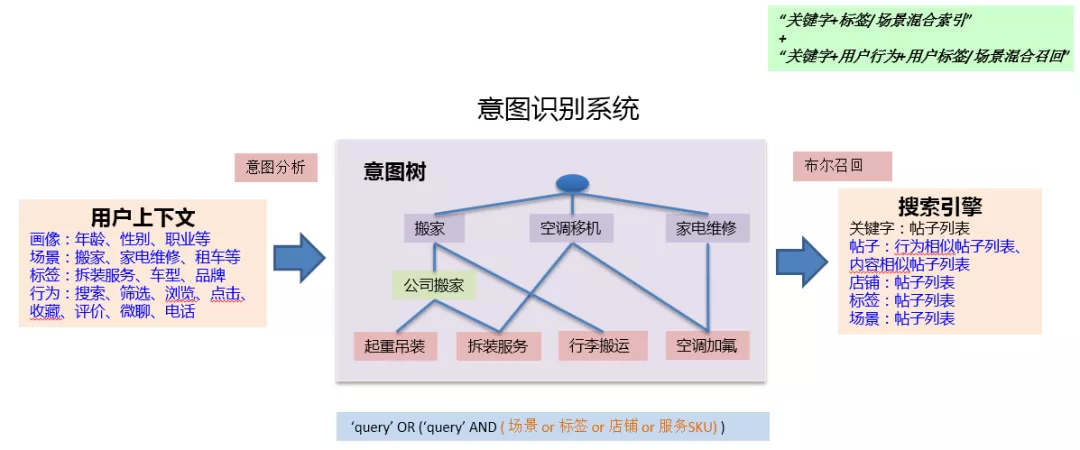 “关键字+标签/场景混合索引”
+
“关键字+用户行为+用户标签/场景混合召回”
意图识别系统
意图分析
布尔召回
用户上下文
画像：年龄、性别、职业等
场景：搬家、家电维修、租车等
标签：拆装服务、车型、品牌
行为：搜索、筛选、浏览、点击、
收藏、评价、微聊、电话
意图树
搬家
空调移机
家电维修
公司搬家
起重吊装
拆装服务
行李搬运
空调加氟
搜索引擎
关键字：帖子列表
帖子：行为相似帖子列表、
内容相似帖子列表
店铺：帖子列表
标签：帖子列表
场景：帖子列表
‘query’ OR (‘query’ AND ( 场景 or 标签 or 店铺 or 服务SKU) )